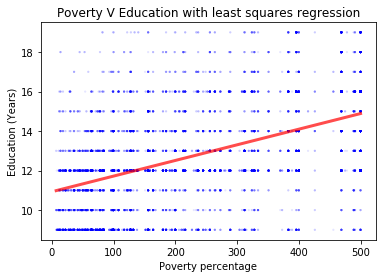 Poverty V Education with least squares regression
Education (Years)
18
16
14
12
10
0 100 200 300 400 500
Poverty percentage